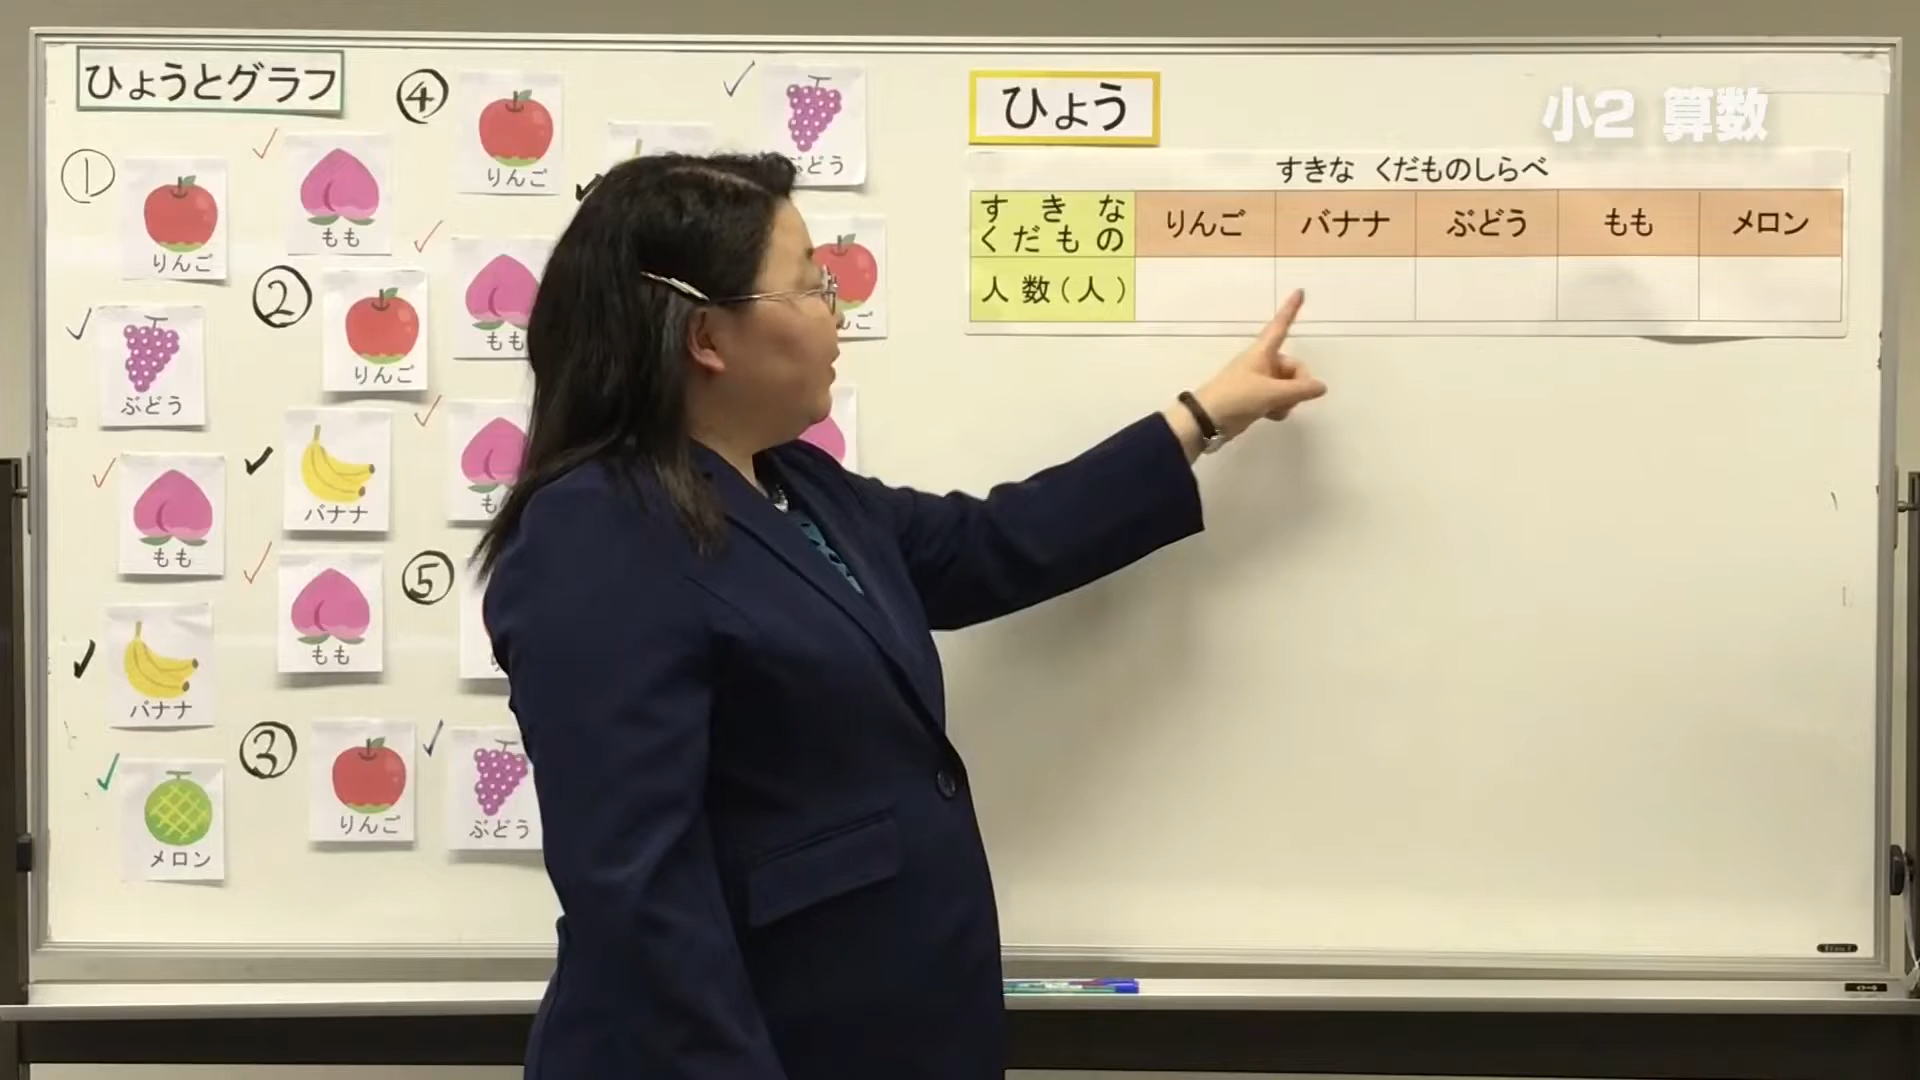 ひょうとグラフ
①
りんご
もも
④
りんご
ぶどう
②
りんご
もも
ぶどう
バナナ
もも
もも
⑤
バナナ
メロン
③
りんご
ぶどう
ひょう
小2 算数
すきな くだものしらべ
すきな
くだもの
りんご
バナナ
ぶどう
もも
メロン
人数(人)